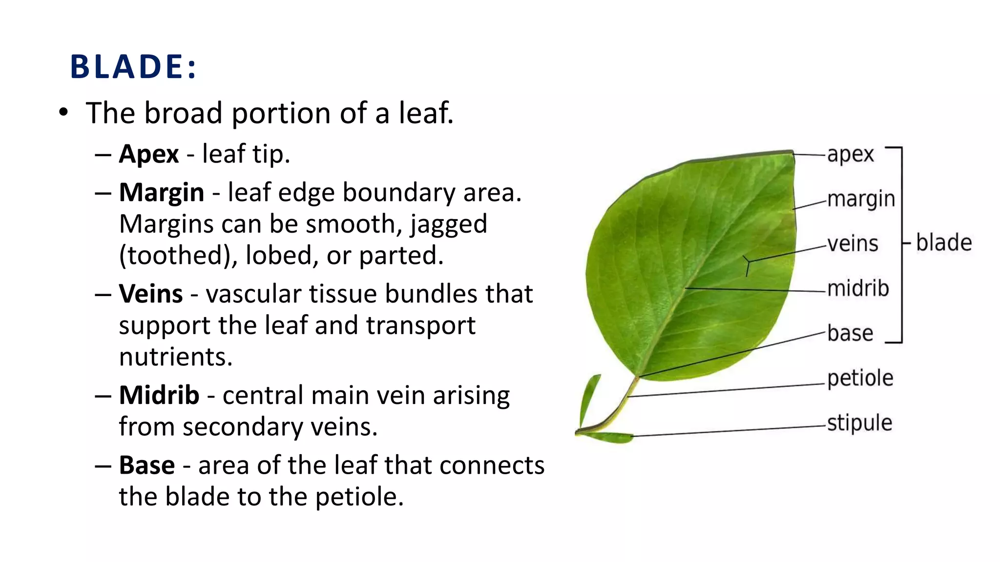 BLADE:
• The broad portion of a leaf.
– Apex - leaf tip.
– Margin - leaf edge boundary area.
Margins can be smooth, jagged
(toothed), lobed, or parted.
– Veins - vascular tissue bundles that
support the leaf and transport
nutrients.
– Midrib - central main vein arising
from secondary veins.
– Base - area of the leaf that connects
the blade to the petiole.
apex
margin
veins
midrib
base
petiole
stipule
blade